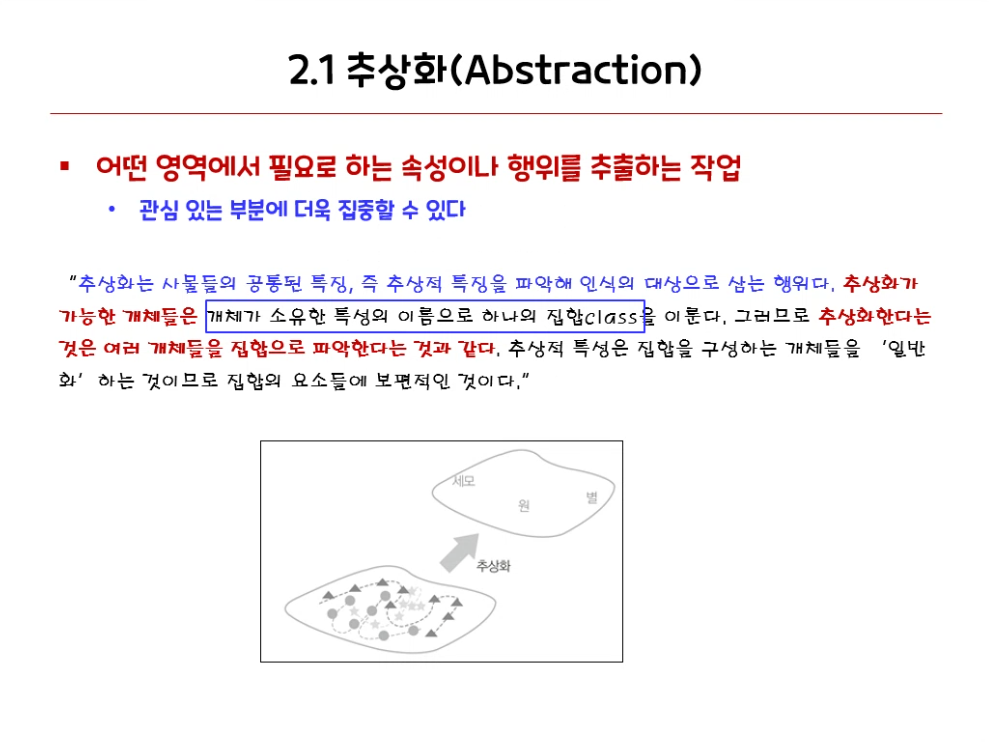 2.1 추상화(Abstraction)
▪ 어떤 영역에서 필요로 하는 속성이나 행위를 추출하는 작업
• 관심 있는 부분에 더욱 집중할 수 있다
“추상화는 사물들의 공통된 특징, 즉 추상적 특징을 파악해 인식의 대상으로 삼는 행위다. 추상화가
가능한 개체들은 개체가 소유한 특성의 이름으로 하나의 집합class을 이룬다. 그러므로 추상화한다는
것은 여러 개체들을 집합으로 파악한다는 것과 같다. 추상적 특성은 집합을 구성하는 개체들을 ‘일반
화’ 하는 것이므로 집합의 요소들에 보편적인 것이다.”
세모
별
원
추상화